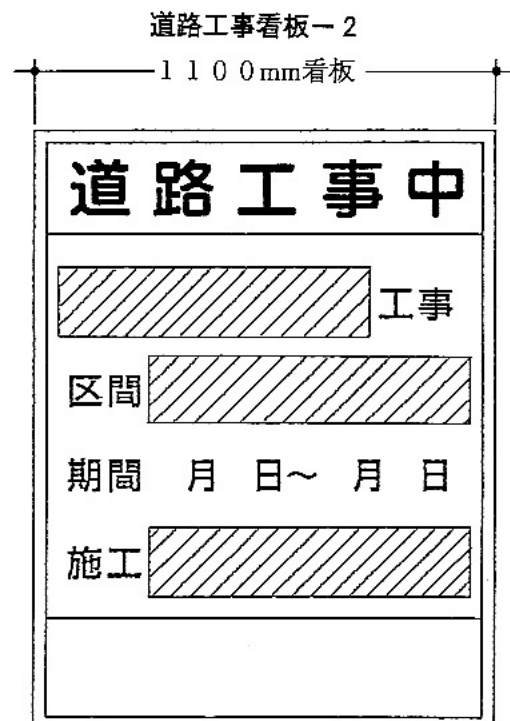 道路工事看板ー2
1100mm看板
道路工事中
工事
区間
期間 月 日～ 月 日
施工